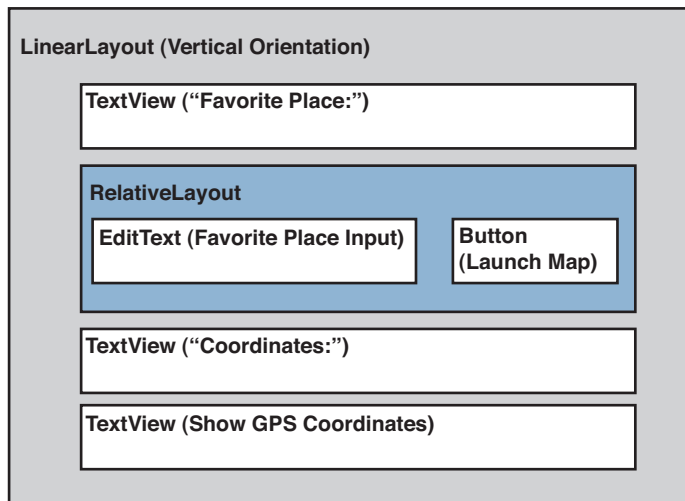 LinearLayout (Vertical Orientation)
TextView (“Favorite Place:”)
RelativeLayout
EditText (Favorite Place Input)
Button
(Launch Map)
TextView (“Coordinates:”)
TextView (Show GPS Coordinates)